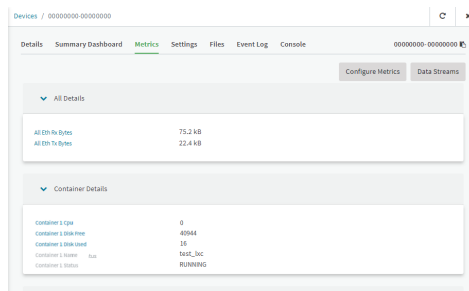 Devices / 00000000-00000000
Details Summary Dashboard Metrics Settings Files Event Log Console 00000000-00000000
Configure Metrics Data Streams
All Details
All Eth Rx Bytes 75.2 kB
All Eth Tx Bytes 22.4 kB
Container Details
Container 1 Cpu 0
Container 1 Disk Free 40944
Container 1 Disk Used 16
Container 1 Name test_lxc
Container 1 Status RUNNING